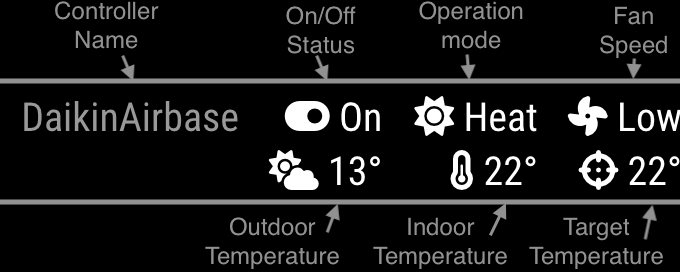 Controller Name
On/Off Status
Operation mode
Fan Speed
DaikinAirbase On Heat Low
13° 22° 22°
Outdoor Temperature
Indoor Temperature
Target Temperature